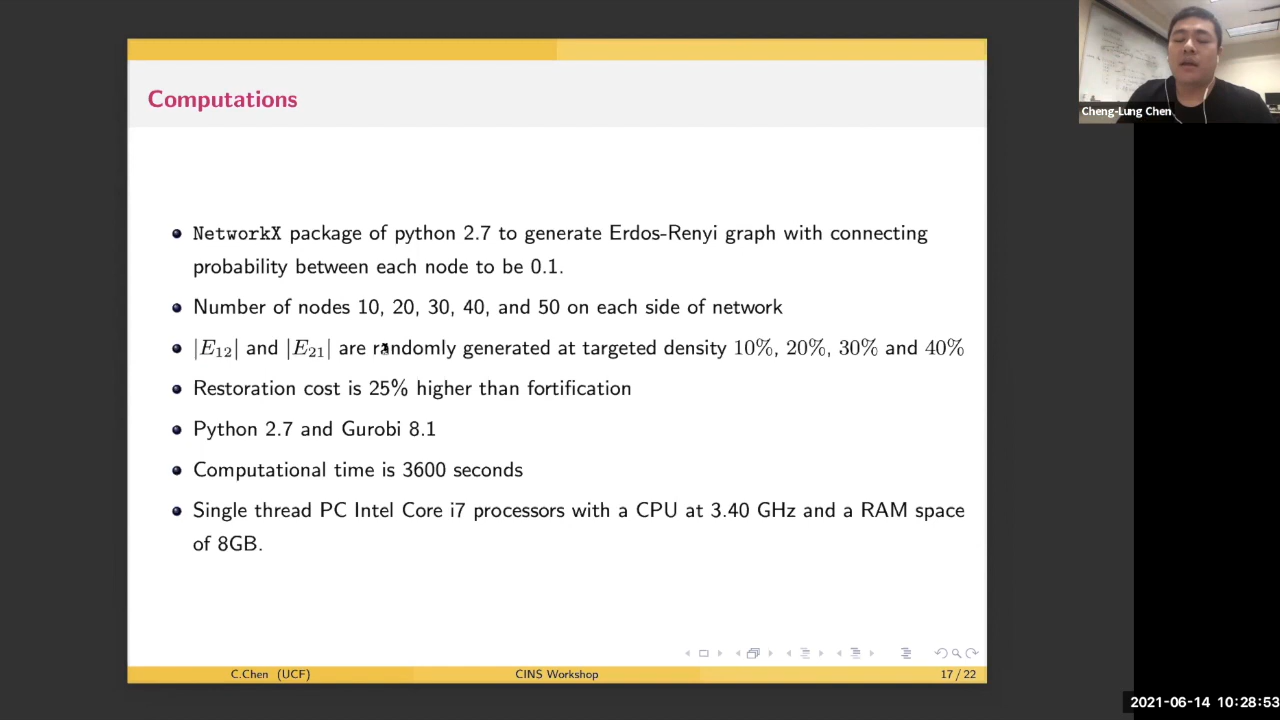 Computations
NetworkX package of python 2.7 to generate Erdos-Renyi graph with connecting
probability between each node to be 0.1.
Number of nodes 10, 20, 30, 40, and 50 on each side of network
|E12| and |E21| are randomly generated at targeted density 10%, 20%, 30% and 40%
Restoration cost is 25% higher than fortification
Python 2.7 and Gurobi 8.1
Computational time is 3600 seconds
Single thread PC Intel Core i7 processors with a CPU at 3.40 GHz and a RAM space
of 8GB.
C.Chen (UCF)
CINS Workshop
17 / 22
Cheng-Lung Chen
2021-06-14 10:28:53